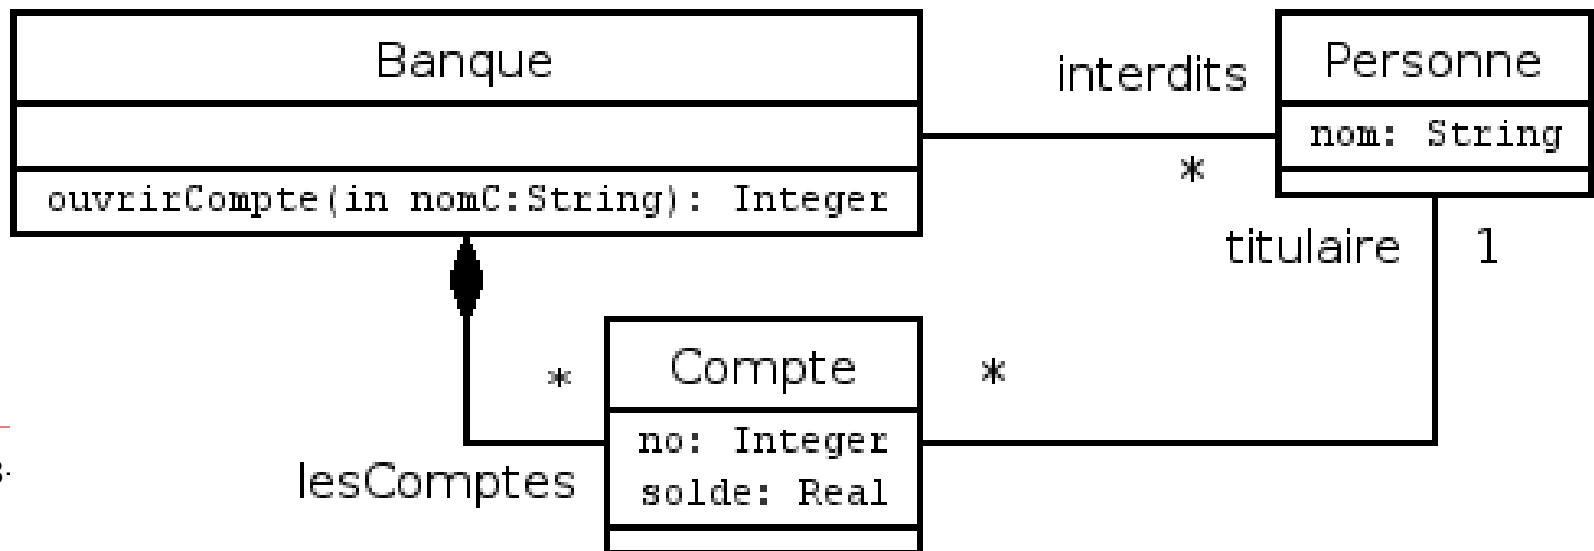 Banque
ouvrirCompte(in nomC:String): Integer
interdits
*
Personne
nom: String
titulaire
1
*
lesComptes
Compte
no: Integer
solde: Real
*